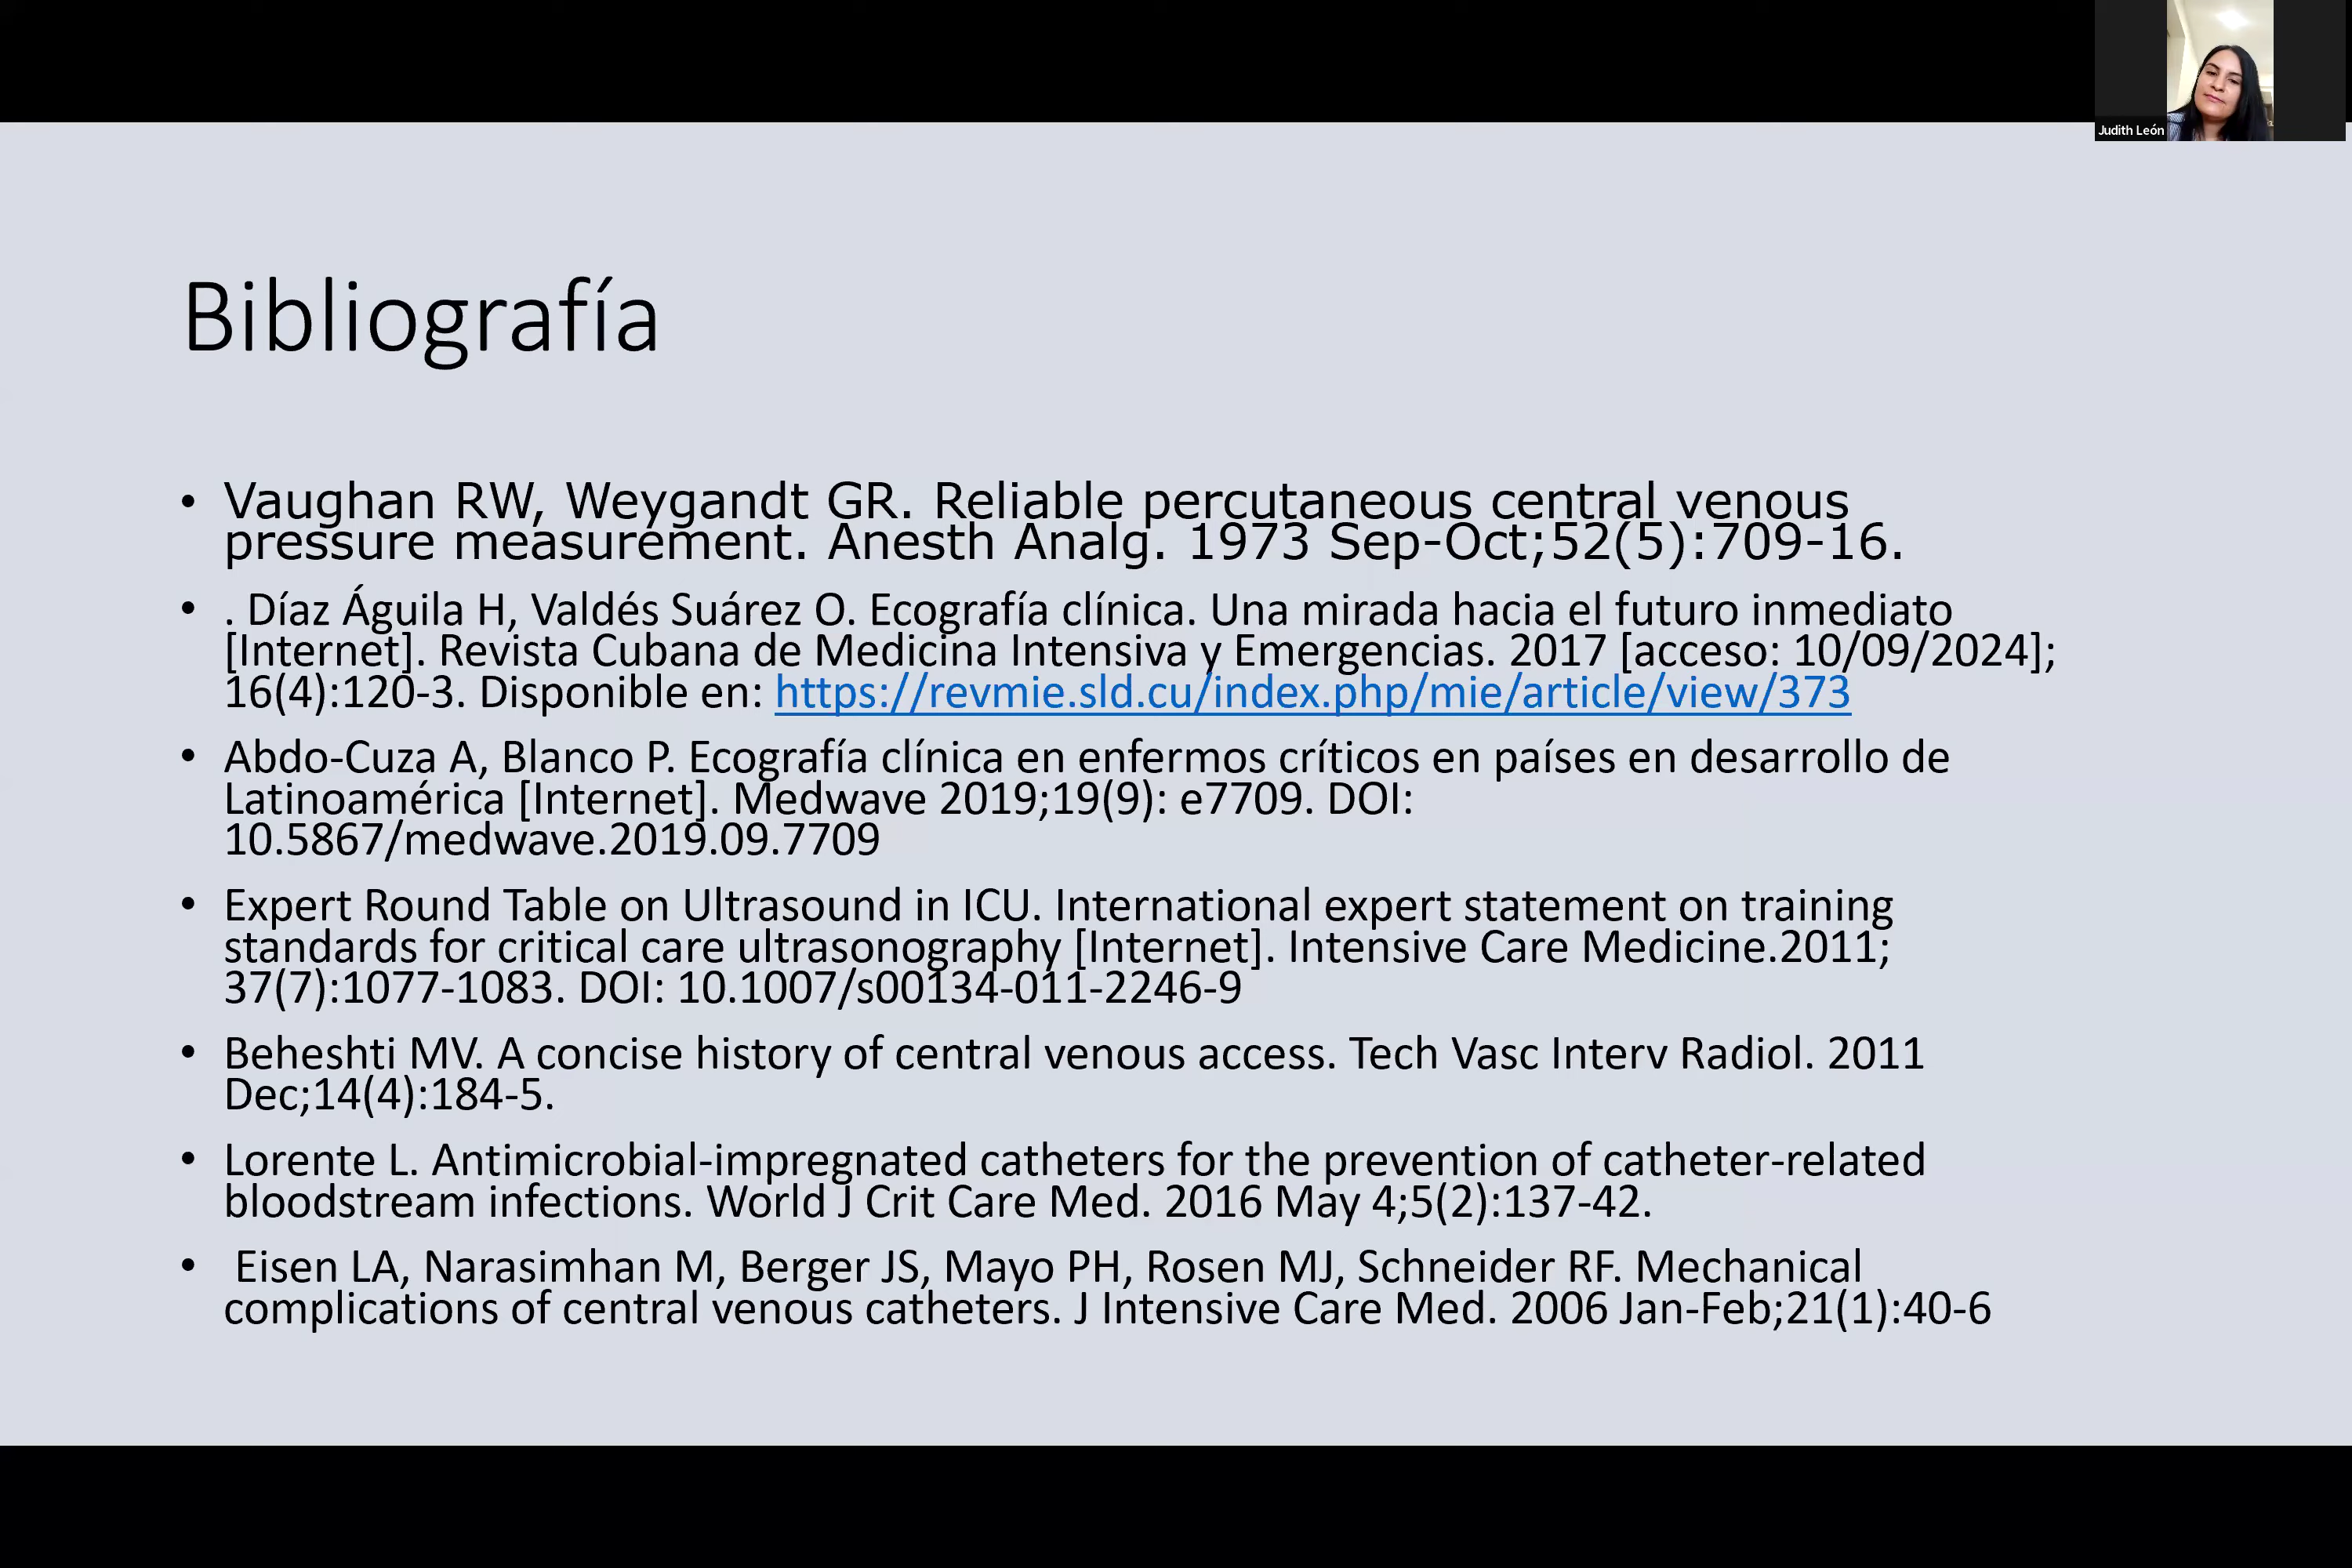 Judith León
Bibliografía
• Vaughan RW, Weygandt GR. Reliable percutaneous central venous
pressure measurement. Anesth Analg. 1973 Sep-Oct;52(5):709-16.
• . Díaz Águila H, Valdés Suárez O. Ecografía clínica. Una mirada hacia el futuro inmediato
[Internet]. Revista Cubana de Medicina Intensiva y Emergencias. 2017 [acceso: 10/09/2024];
16(4):120-3. Disponible en: https://revmie.sld.cu/index.php/mie/article/view/373
• Abdo-Cuza A, Blanco P. Ecografía clínica en enfermos críticos en países en desarrollo de
Latinoamérica [Internet]. Medwave 2019;19(9): e7709. DOI:
10.5867/medwave.2019.09.7709
• Expert Round Table on Ultrasound in ICU. International expert statement on training
standards for critical care ultrasonography [Internet]. Intensive Care Medicine.2011;
37(7):1077-1083. DOI: 10.1007/s00134-011-2246-9
• Beheshti MV. A concise history of central venous access. Tech Vasc Interv Radiol. 2011
Dec;14(4):184-5.
• Lorente L. Antimicrobial-impregnated catheters for the prevention of catheter-related
bloodstream infections. World J Crit Care Med. 2016 May 4;5(2):137-42.
• Eisen LA, Narasimhan M, Berger JS, Mayo PH, Rosen MJ, Schneider RF. Mechanical
complications of central venous catheters. J Intensive Care Med. 2006 Jan-Feb;21(1):40-6